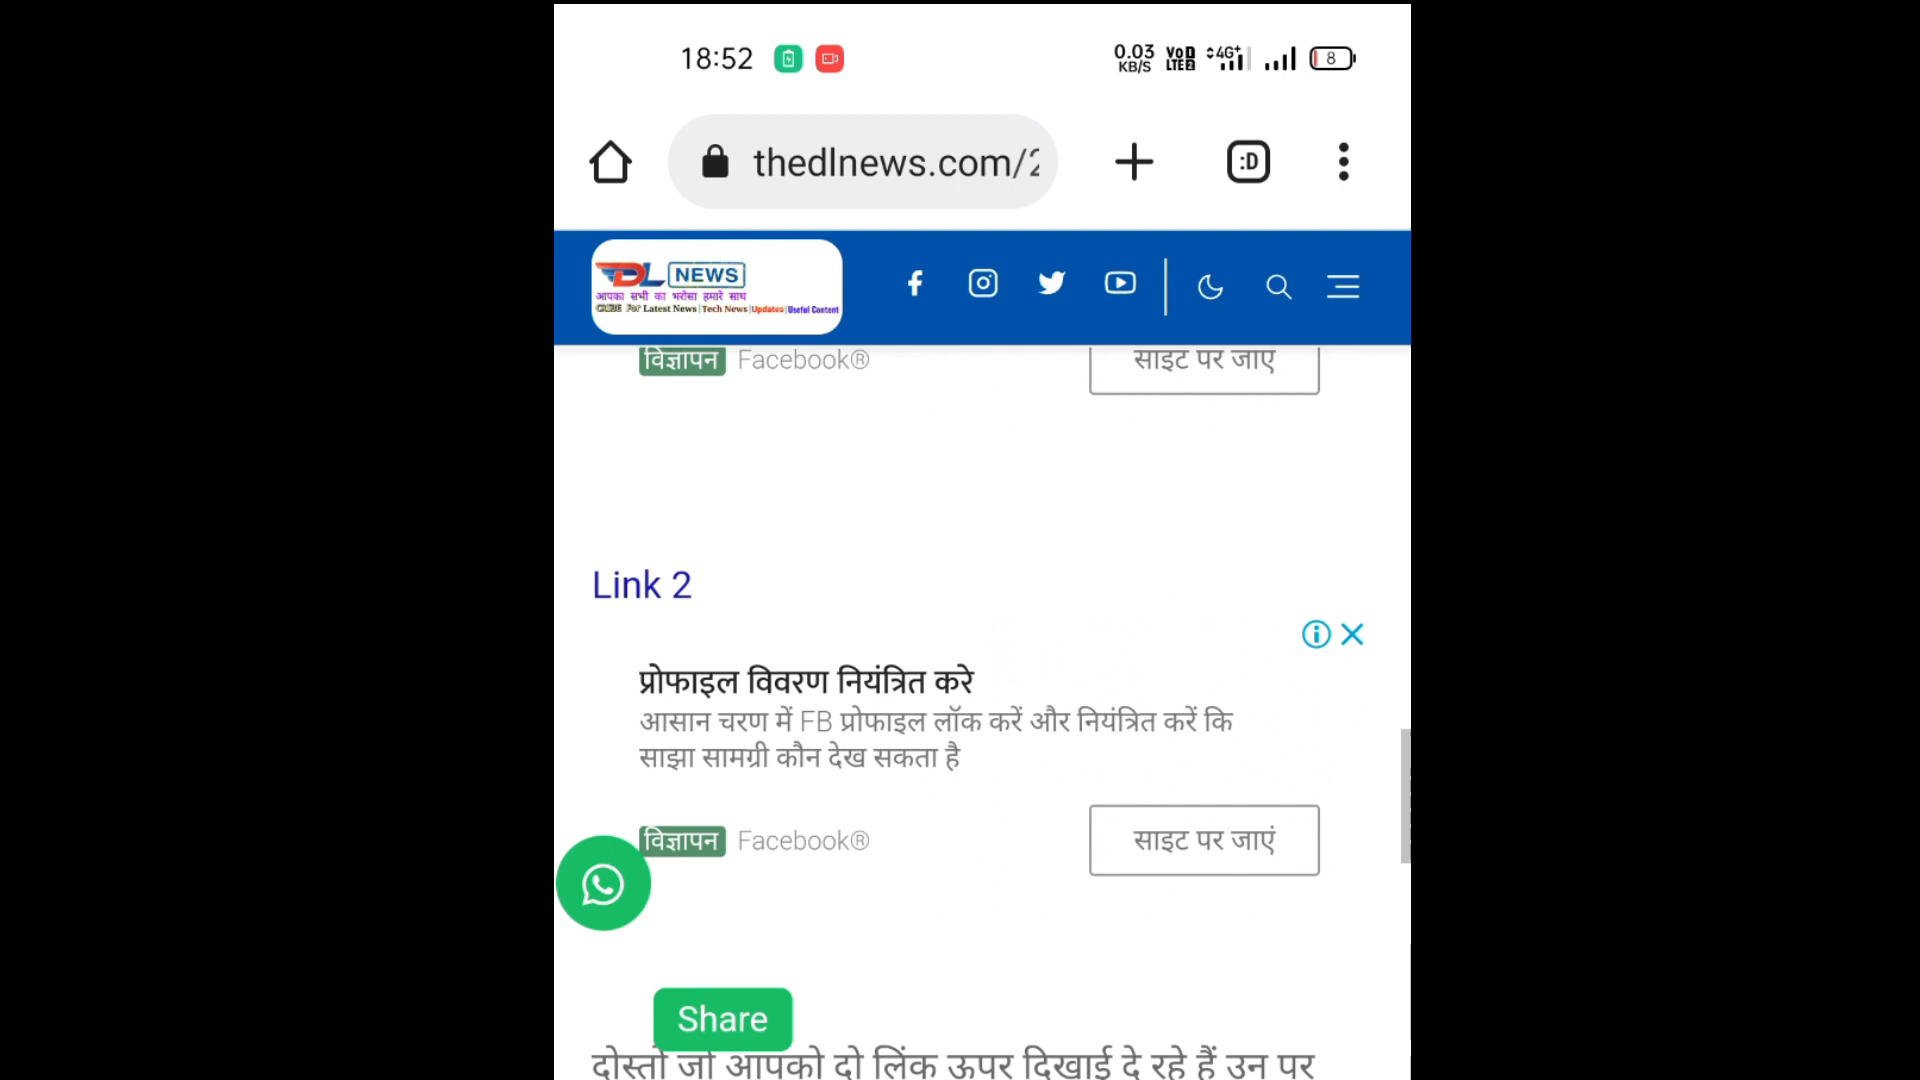 18:52
0.03 KB/S VoD LTE2 4G+ 8
thedlnews.com/2
:D
DL NEWS
आपका सभी का भरोसा हमारे साथ
For Latest News | Tech News | Updates | Useful Content
विज्ञापन Facebook® साइट पर जाएं
Link 2
प्रोफाइल विवरण नियंत्रित करे
आसान चरण में FB प्रोफाइल लॉक करें और नियंत्रित करें कि
साझा सामग्री कौन देख सकता है
विज्ञापन Facebook® साइट पर जाएं
Share
दोस्तों जो आपको दो लिंक ऊपर दिखाई दे रहे हैं उन पर